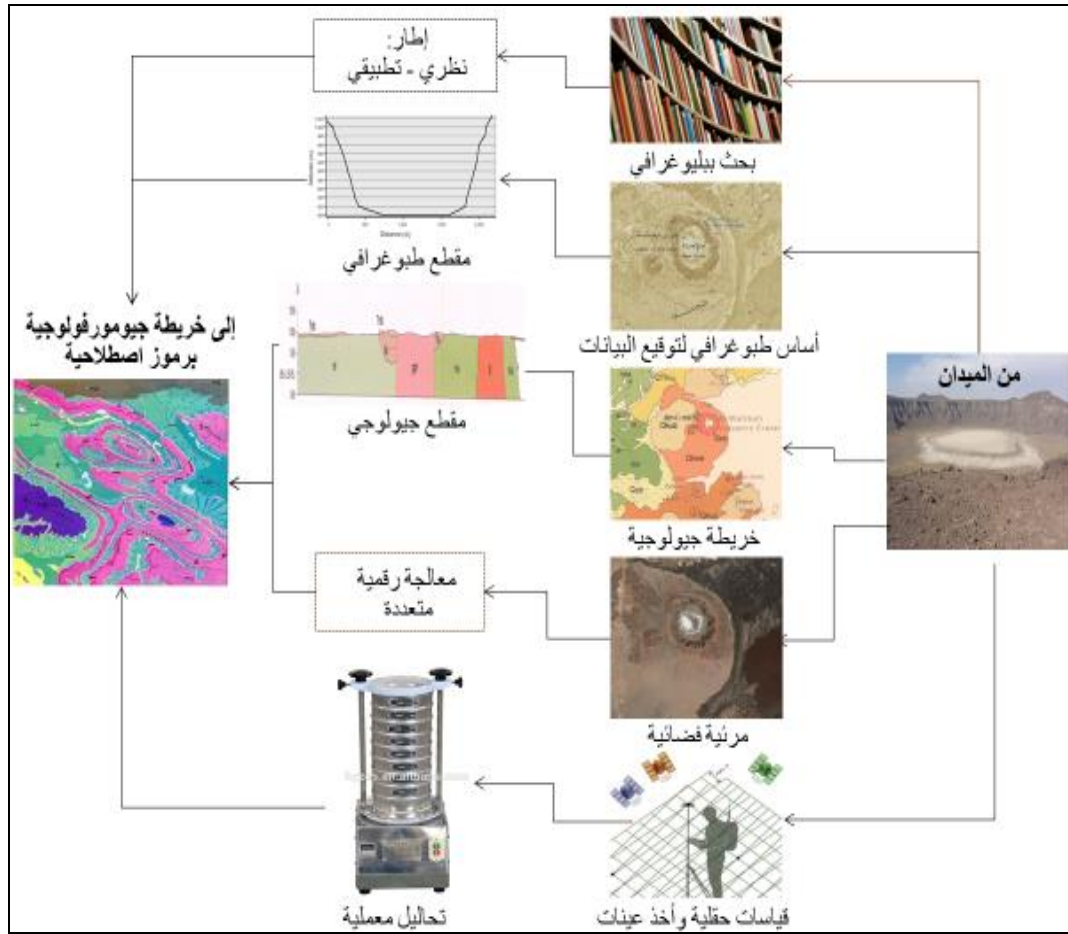 إطار:
نظري - تطبيقي
بحث ببليوغرافي
مقطع طبوغرافي
أساس طبوغرافي لتوقيع البيانات
إلى خريطة جيومورفولوجية
برموز اصطلاحية
من الميدان
مقطع جيولوجي
خريطة جيولوجية
معالجة رقمية
متعددة
مرئية فضائية
تحاليل معملية
قياسات حقلية وأخذ عينات